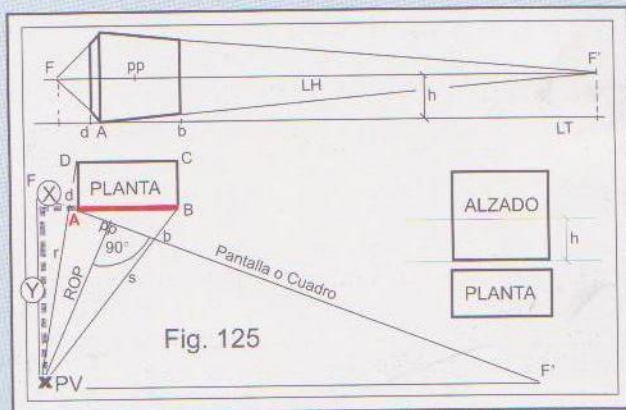 F
pp
F'
LH
h
d A
b
LT
D
C
F
X
d
PLANTA
A
B
pp
90°
b
Pantalla o Cuadro
r
ROP
s
Y
Fig. 125
PV
F'
ALZADO
h
PLANTA